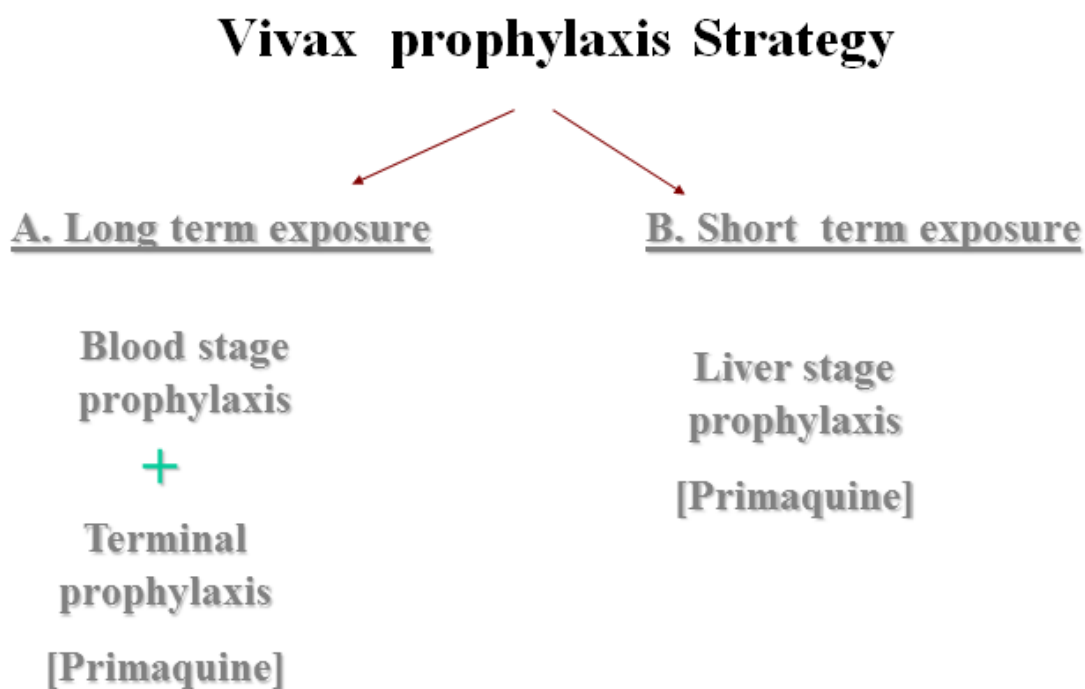 Vivax prophylaxis Strategy
A. Long term exposure
Blood stage
prophylaxis
+
Terminal
prophylaxis
[Primaquine]
B. Short term exposure
Liver stage
prophylaxis
[Primaquine]